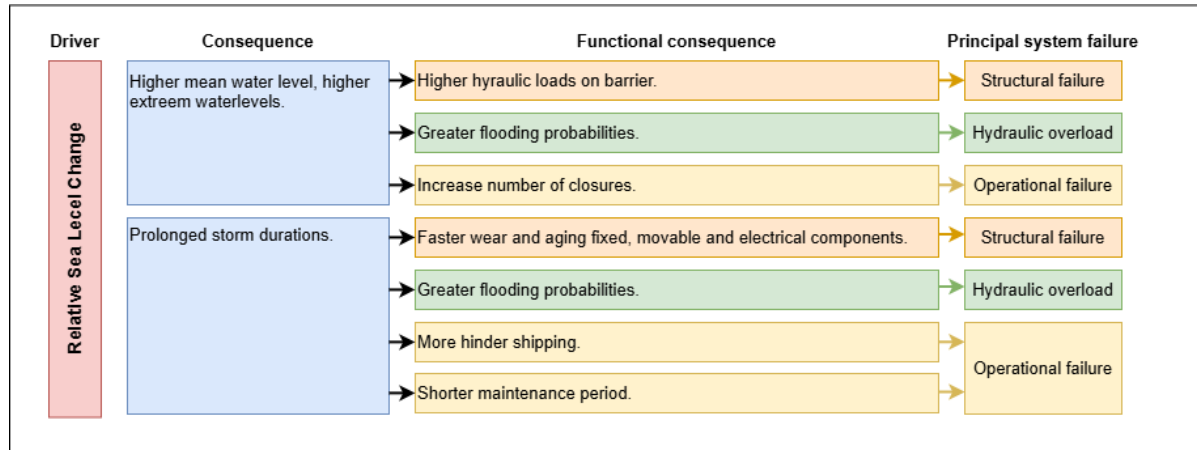 Driver
Consequence
Functional consequence
Principal system failure
Relative Sea Lecel Change
Higher mean water level, higher
extreem waterlevels.
Higher hyraulic loads on barrier.
Structural failure
Greater flooding probabilities.
Hydraulic overload
Increase number of closures.
Operational failure
Prolonged storm durations.
Faster wear and aging fixed, movable and electrical components.
Structural failure
Greater flooding probabilities.
Hydraulic overload
More hinder shipping.
Shorter maintenance period.
Operational failure